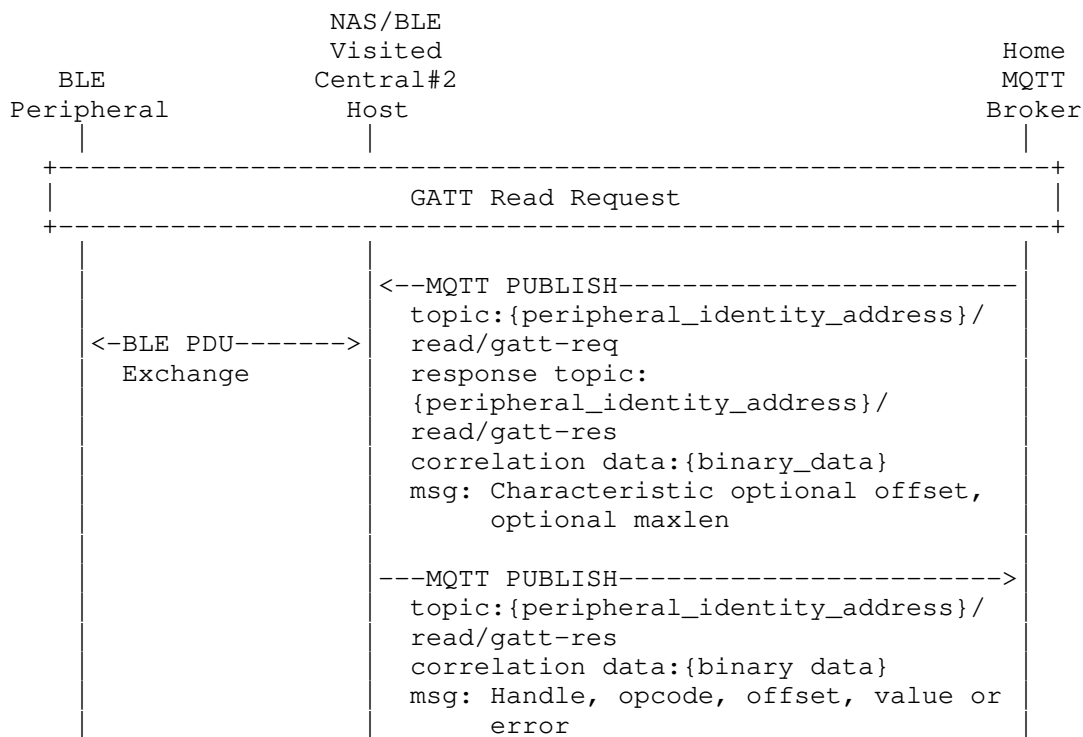 NAS/BLE
Visited Home
BLE Central#2 MQTT
Peripheral Host Broker
GATT Read Request
<--MQTT PUBLISH-------------------------
topic:{peripheral_identity_address}/
<-BLE PDU-------> read/gatt-req
Exchange response topic:
{peripheral_identity_address}/
read/gatt-res
correlation data:{binary_data}
msg: Characteristic optional offset,
optional maxlen
---MQTT PUBLISH------------------------>
topic:{peripheral_identity_address}/
read/gatt-res
correlation data:{binary data}
msg: Handle, opcode, offset, value or
error